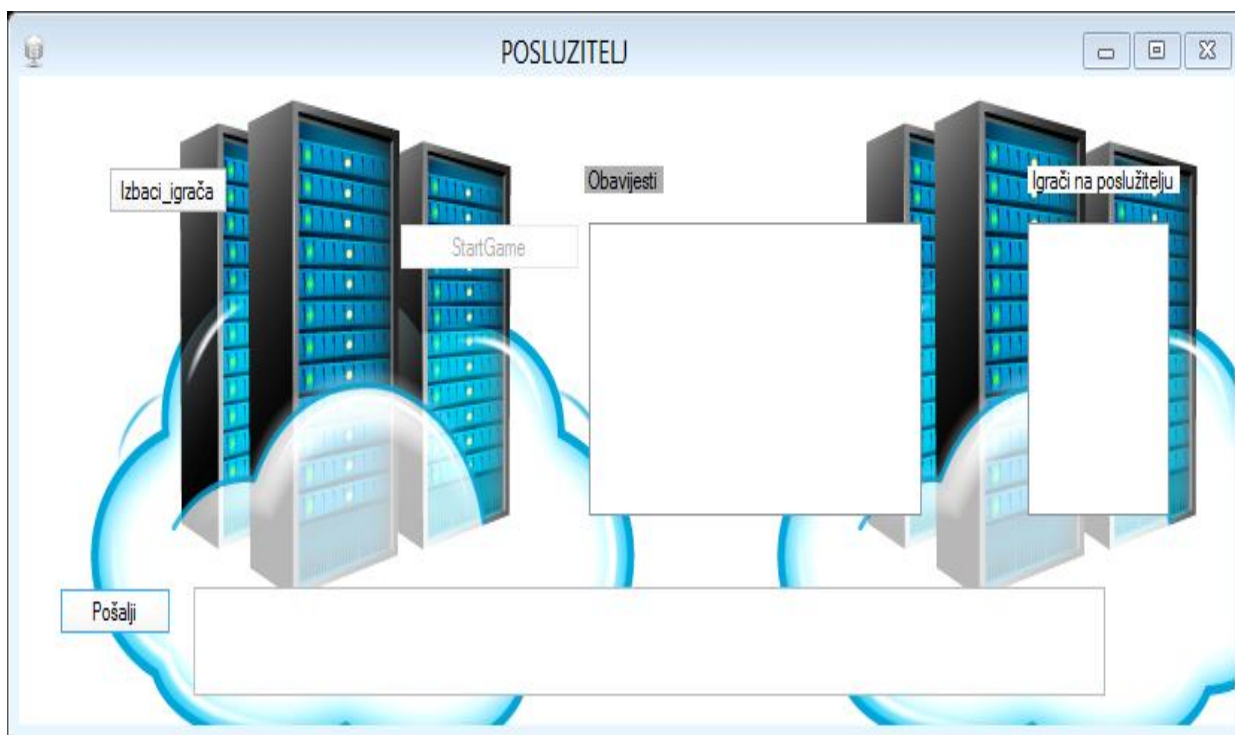 POSLUZITELJ
Izbaci_igrača
Obavijesti
Igrači na poslužitelju
StartGame
Pošalji